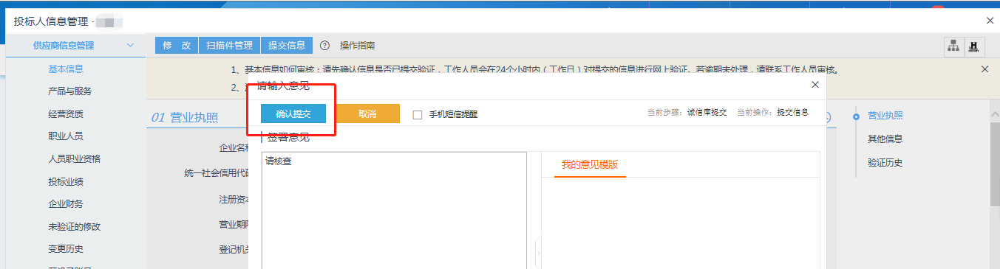 投标人信息管理 -
供应商信息管理
修 改 扫描件管理 提交信息 ? 操作指南
基本信息
1、基本信息如何审核：请先确认信息是否已提交验证，工作人员会在24个小时内（工作日）对提交的信息进行网上验证。若逾期未处理，请联系工作人员审核。
2、
请输入意见
产品与服务
确认提交 取消 手机短信提醒 当前步骤：诚信库提交 当前操作：提交信息
01 营业执照
营业执照
经营资质
职业人员
签署意见
其他信息
企业名称
人员职业资格
请核查
我的意见模版
验证历史
统一社会信用代码
投标业绩
注册资本
企业财务
营业期限
未验证的修改
变更历史
登记机关